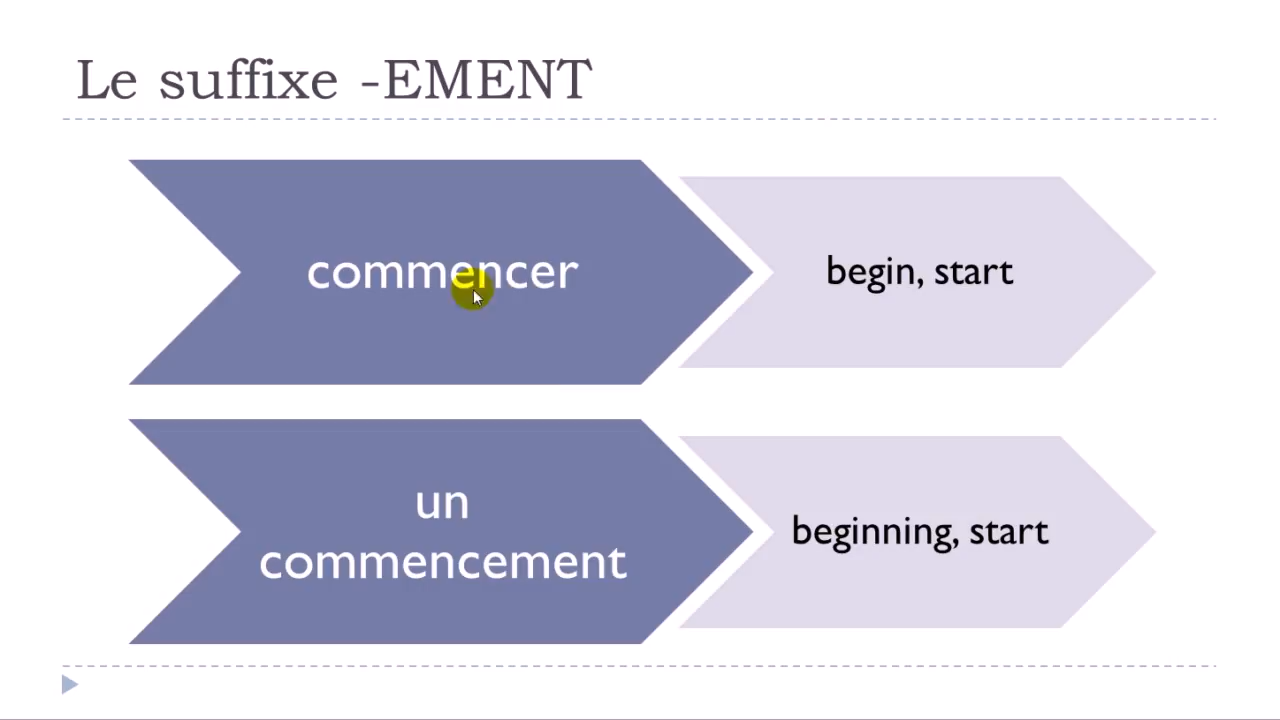 Le suffixe -EMENT
commencer
begin, start
un
commencement
beginning, start